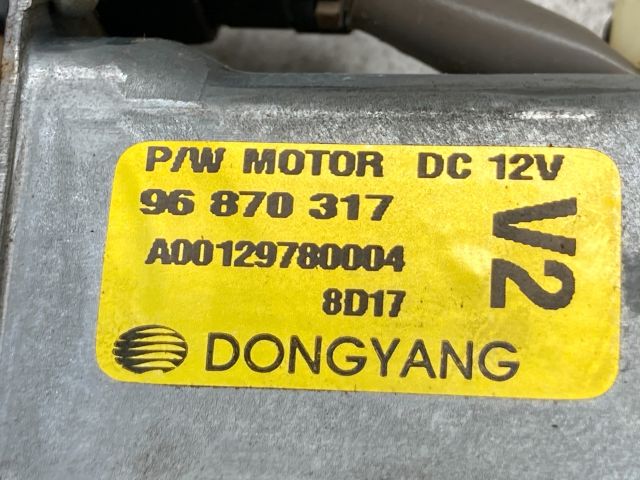 P/W MOTOR DC 12V
96 870 317
A00129780004
8D17
DONGYANG
V2